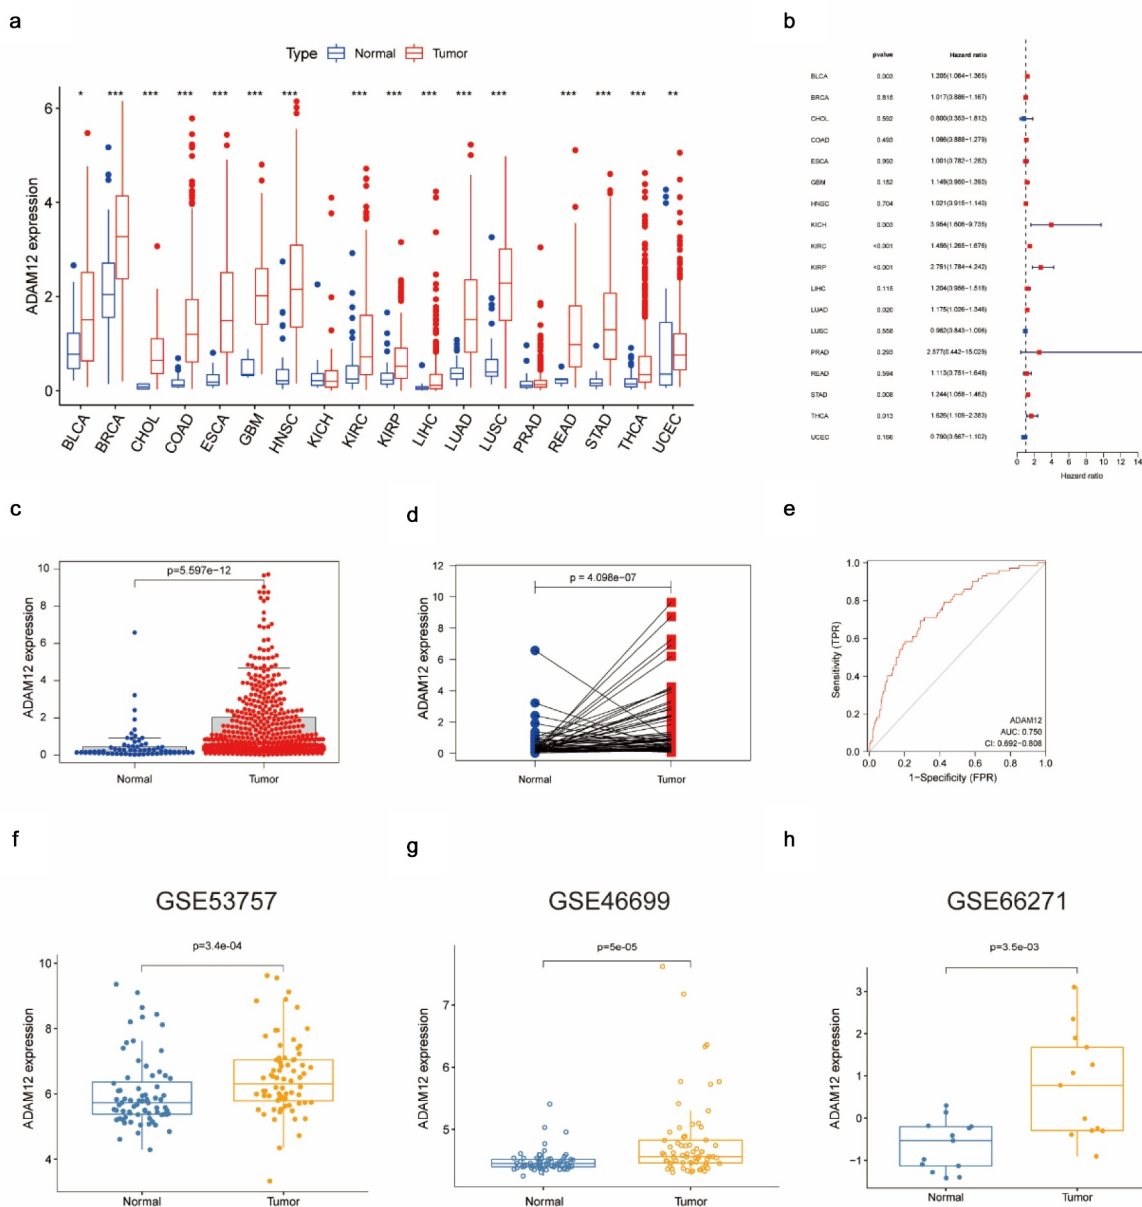 a
Type Normal Tumor
* *** *** *** *** *** *** *** *** *** *** *** *** *** *** **
ADAM12 expression
6
4
2
0
BLCA BRCA CHOL COAD ESCA GBM HNSC KICH KIRC KIRP LIHC LUAD LUSC PRAD READ STAD THCA UCEC
b
pvalue Hazard ratio
BLCA 0.003 1.205(1.064−1.365)
BRCA 0.815 1.017(0.886−1.167)
CHOL 0.592 0.800(0.353−1.812)
COAD 0.493 1.066(0.888−1.279)
ESCA 0.993 1.001(0.782−1.282)
GBM 0.152 1.149(0.950−1.390)
HNSC 0.704 1.021(0.915−1.140)
KICH 0.003 3.954(1.606−9.735)
KIRC <0.001 1.456(1.265−1.676)
KIRP <0.001 2.751(1.784−4.242)
LIHC 0.115 1.204(0.956−1.518)
LUAD 0.020 1.175(1.026−1.346)
LUSC 0.558 0.962(0.843−1.098)
PRAD 0.293 2.577(0.442−15.029)
READ 0.594 1.113(0.751−1.649)
STAD 0.008 1.244(1.058−1.462)
THCA 0.013 1.626(1.109−2.383)
UCEC 0.166 0.790(0.567−1.102)
0 2 4 6 8 10 12 14
Hazard ratio
c
p=5.597e−12
ADAM12 expression
10
8
6
4
2
0
Normal Tumor
d
p = 4.098e−07
ADAM12 expression
12
10
8
6
4
2
0
Normal Tumor
e
Sensitivity (TPR)
1.0
0.8
0.6
0.4
0.2
0.0
ADAM12
AUC: 0.750
CI: 0.692−0.808
0.0 0.2 0.4 0.6 0.8 1.0
1−Specificity (FPR)
f
GSE53757
p=3.4e-04
ADAM12 expression
10
8
6
4
Normal Tumor
g
GSE46699
p=5e-05
ADAM12 expression
7
6
5
Normal Tumor
h
GSE66271
p=3.5e-03
ADAM12 expression
3
2
1
0
−1
Normal Tumor